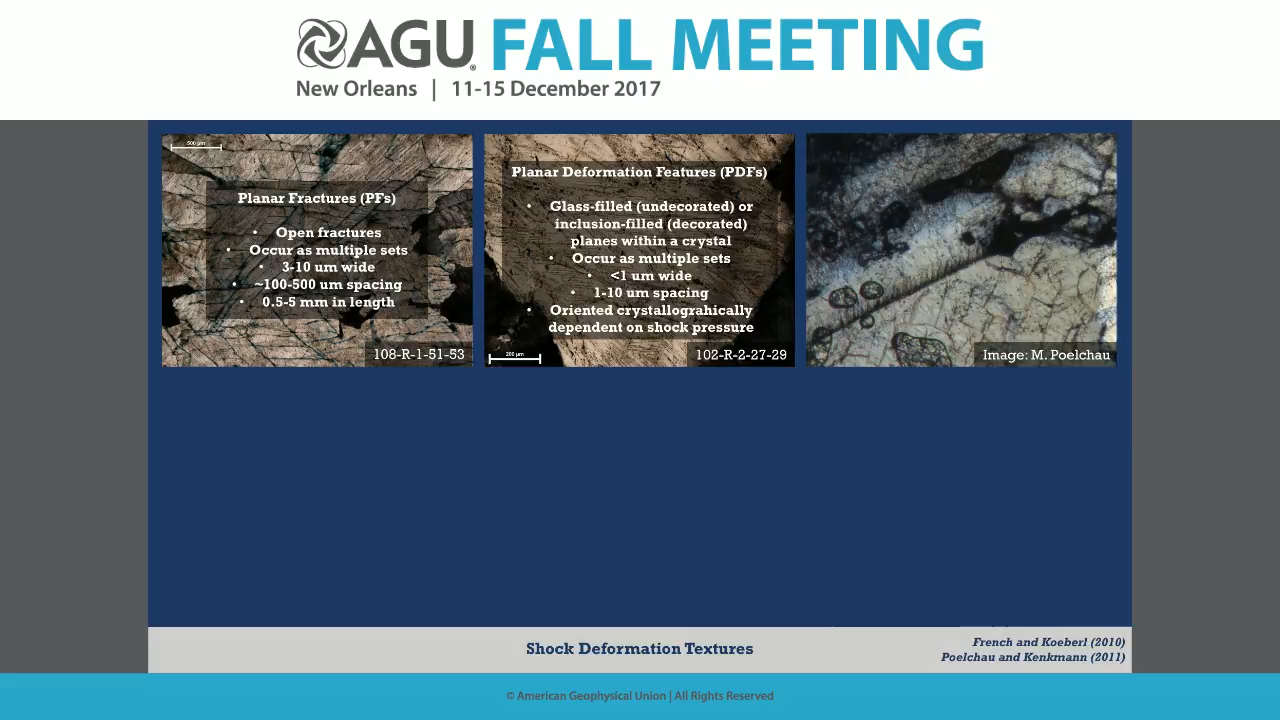 AGU FALL MEETING
New Orleans | 11-15 December 2017
500 µm
Planar Fractures (PFs)
• Open fractures
• Occur as multiple sets
• 3-10 um wide
• ~100-500 um spacing
• 0.5-5 mm in length
108-R-1-51-53
Planar Deformation Features (PDFs)
• Glass-filled (undecorated) or
inclusion-filled (decorated)
planes within a crystal
• Occur as multiple sets
• <1 um wide
• 1-10 um spacing
• Oriented crystallograhically
dependent on shock pressure
200 µm
102-R-2-27-29
Image: M. Poelchau
Shock Deformation Textures
French and Koeberl (2010)
Poelchau and Kenkmann (2011)
© American Geophysical Union | All Rights Reserved